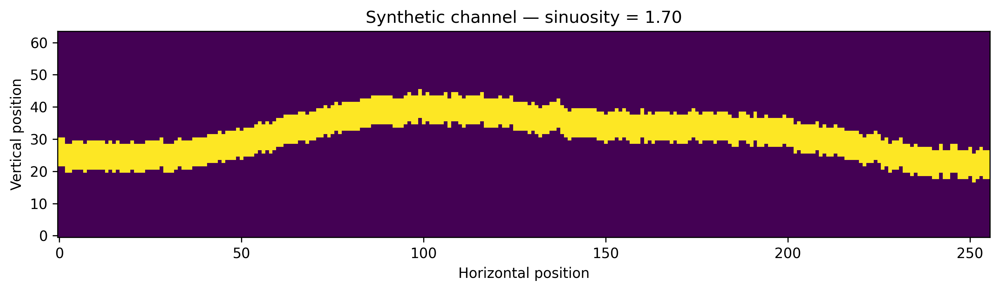 Synthetic channel — sinuosity = 1.70
60
50
40
30
20
10
0
Vertical position
0 50 100 150 200 250
Horizontal position